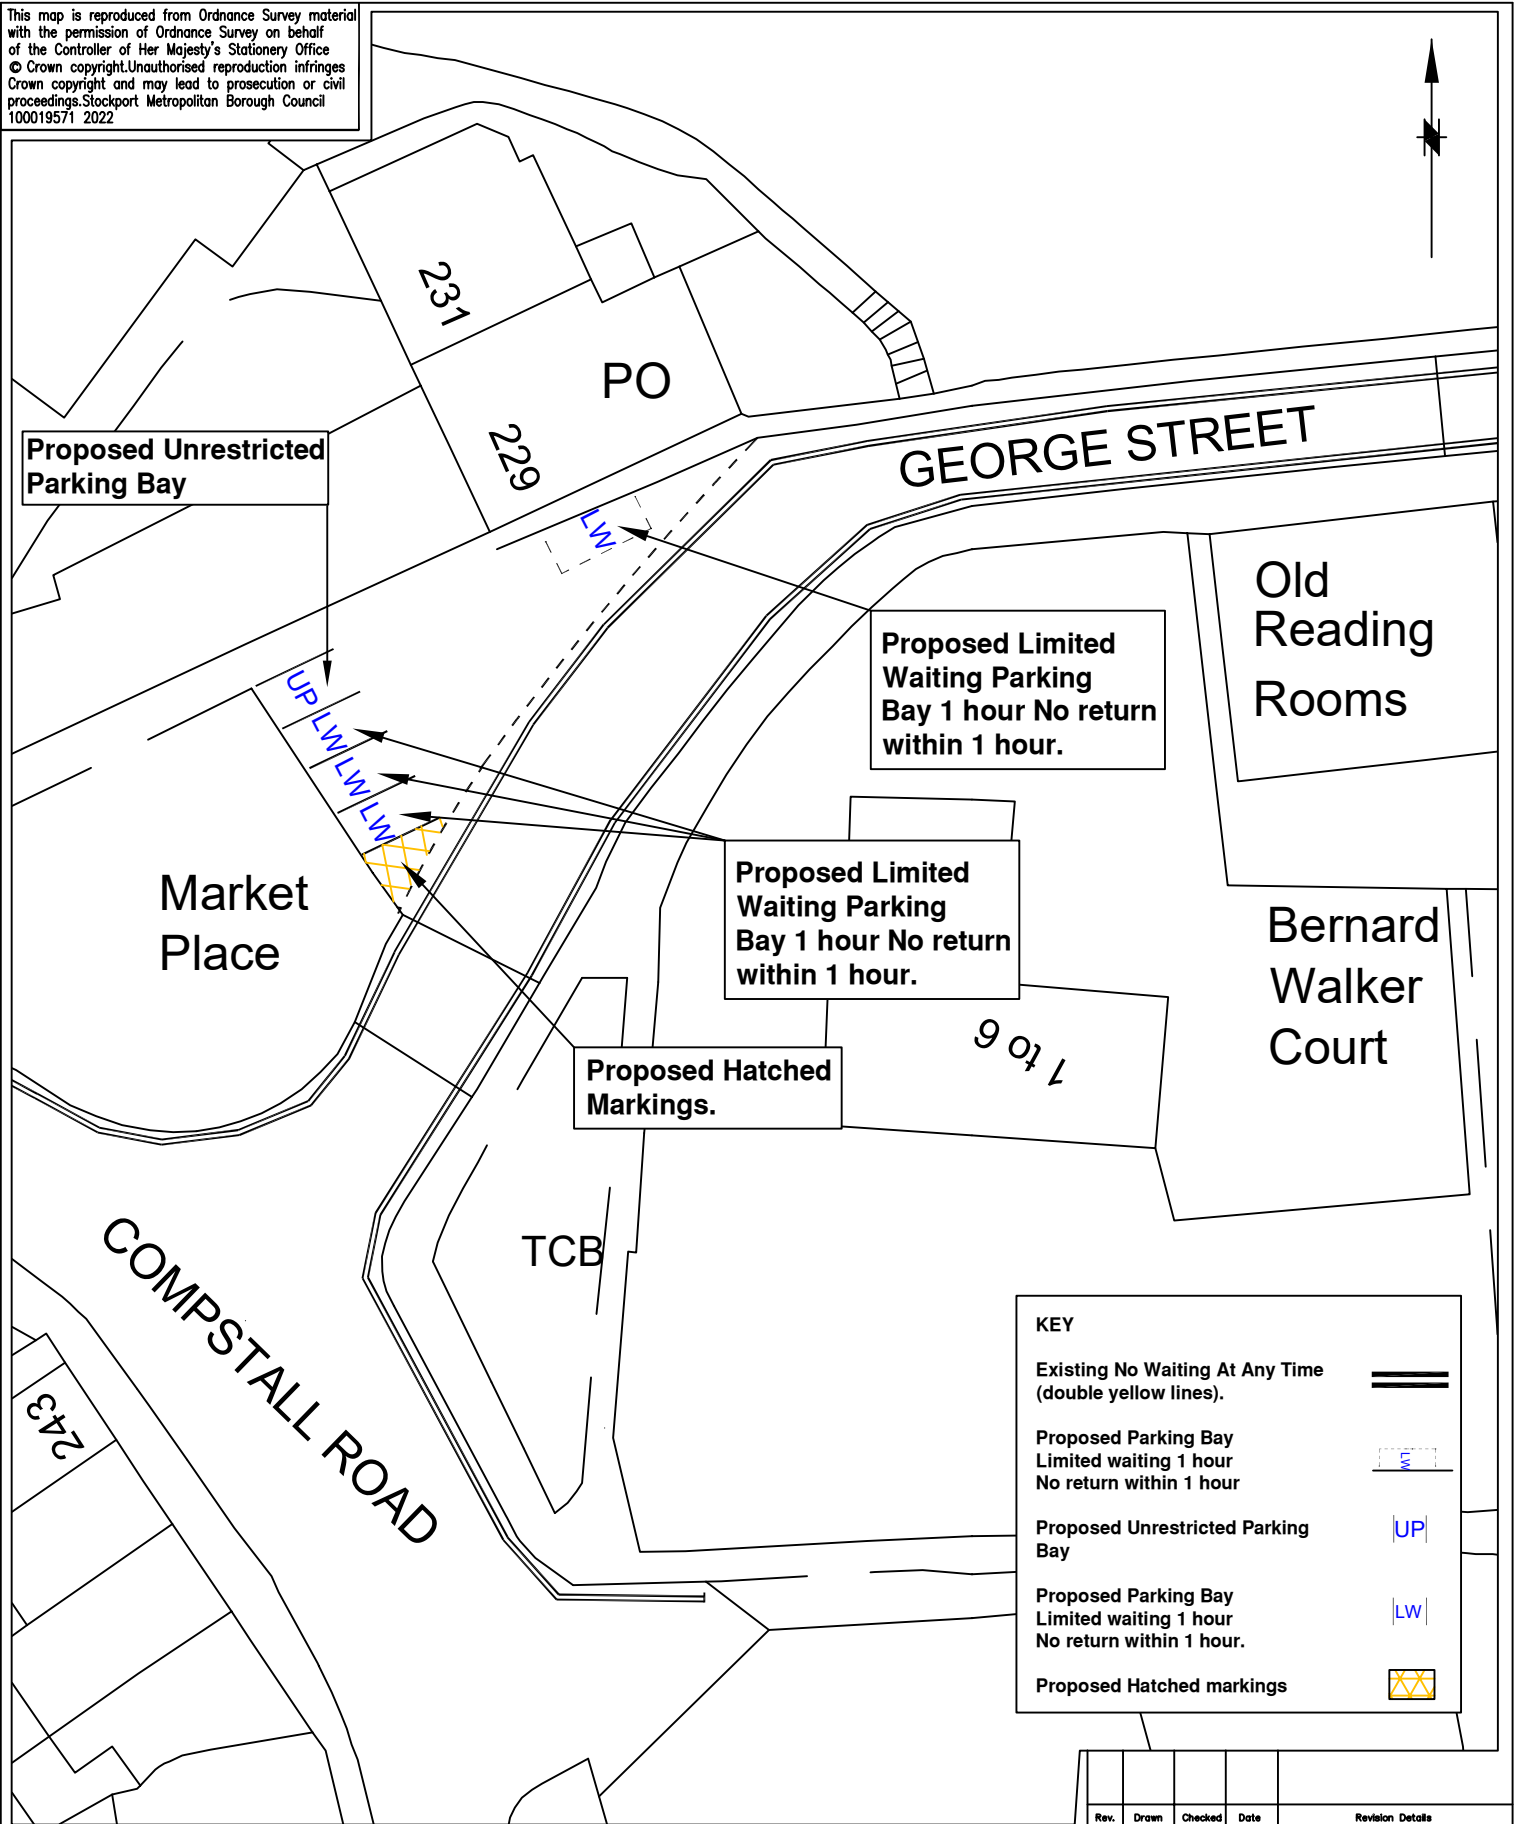 This map is reproduced from Ordnance Survey material
with the permission of Ordnance Survey on behalf
of the Controller of Her Majesty's Stationery Office
© Crown copyright.Unauthorised reproduction infringes
Crown copyright and may lead to prosecution or civil
proceedings.Stockport Metropolitan Borough Council
100019571 2022
231
PO
229
GEORGE STREET
Proposed Unrestricted
Parking Bay
LW
Old
Reading
Rooms
Proposed Limited
Waiting Parking
Bay 1 hour No return
within 1 hour.
UP
LW
LW
LW
Market
Place
Proposed Limited
Waiting Parking
Bay 1 hour No return
within 1 hour.
Bernard
Walker
Court
1 to 6
Proposed Hatched
Markings.
TCB
COMPSTALL ROAD
243
KEY
Existing No Waiting At Any Time
(double yellow lines).
Proposed Parking Bay
Limited waiting 1 hour
No return within 1 hour
LW
Proposed Unrestricted Parking
Bay
UP
Proposed Parking Bay
Limited waiting 1 hour
No return within 1 hour.
LW
Proposed Hatched markings
Rev. Drawn Checked Date Revision Details